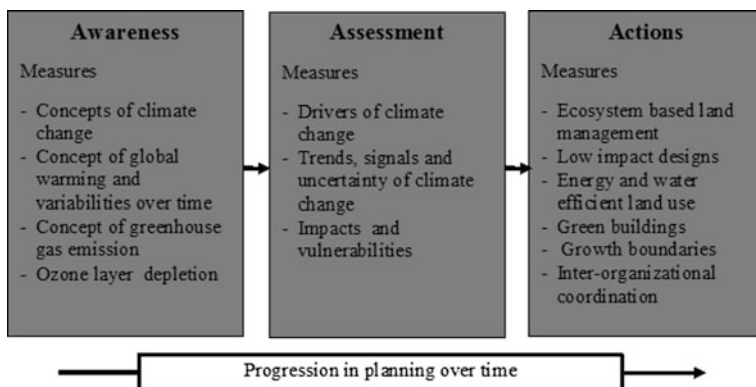 Awareness
Measures
- Concepts of climate
change
- Concept of global
warming and
variabilities over time
- Concept of greenhouse
gas emission
- Ozone layer depletion
Assessment
Measures
- Drivers of climate
change
- Trends, signals and
uncertainty of climate
change
- Impacts and
vulnerabilities
Actions
Measures
- Ecosystem based land
management
- Low impact designs
- Energy and water
efficient land use
- Green buildings
- Growth boundaries
- Inter-organizational
coordination
Progression in planning over time